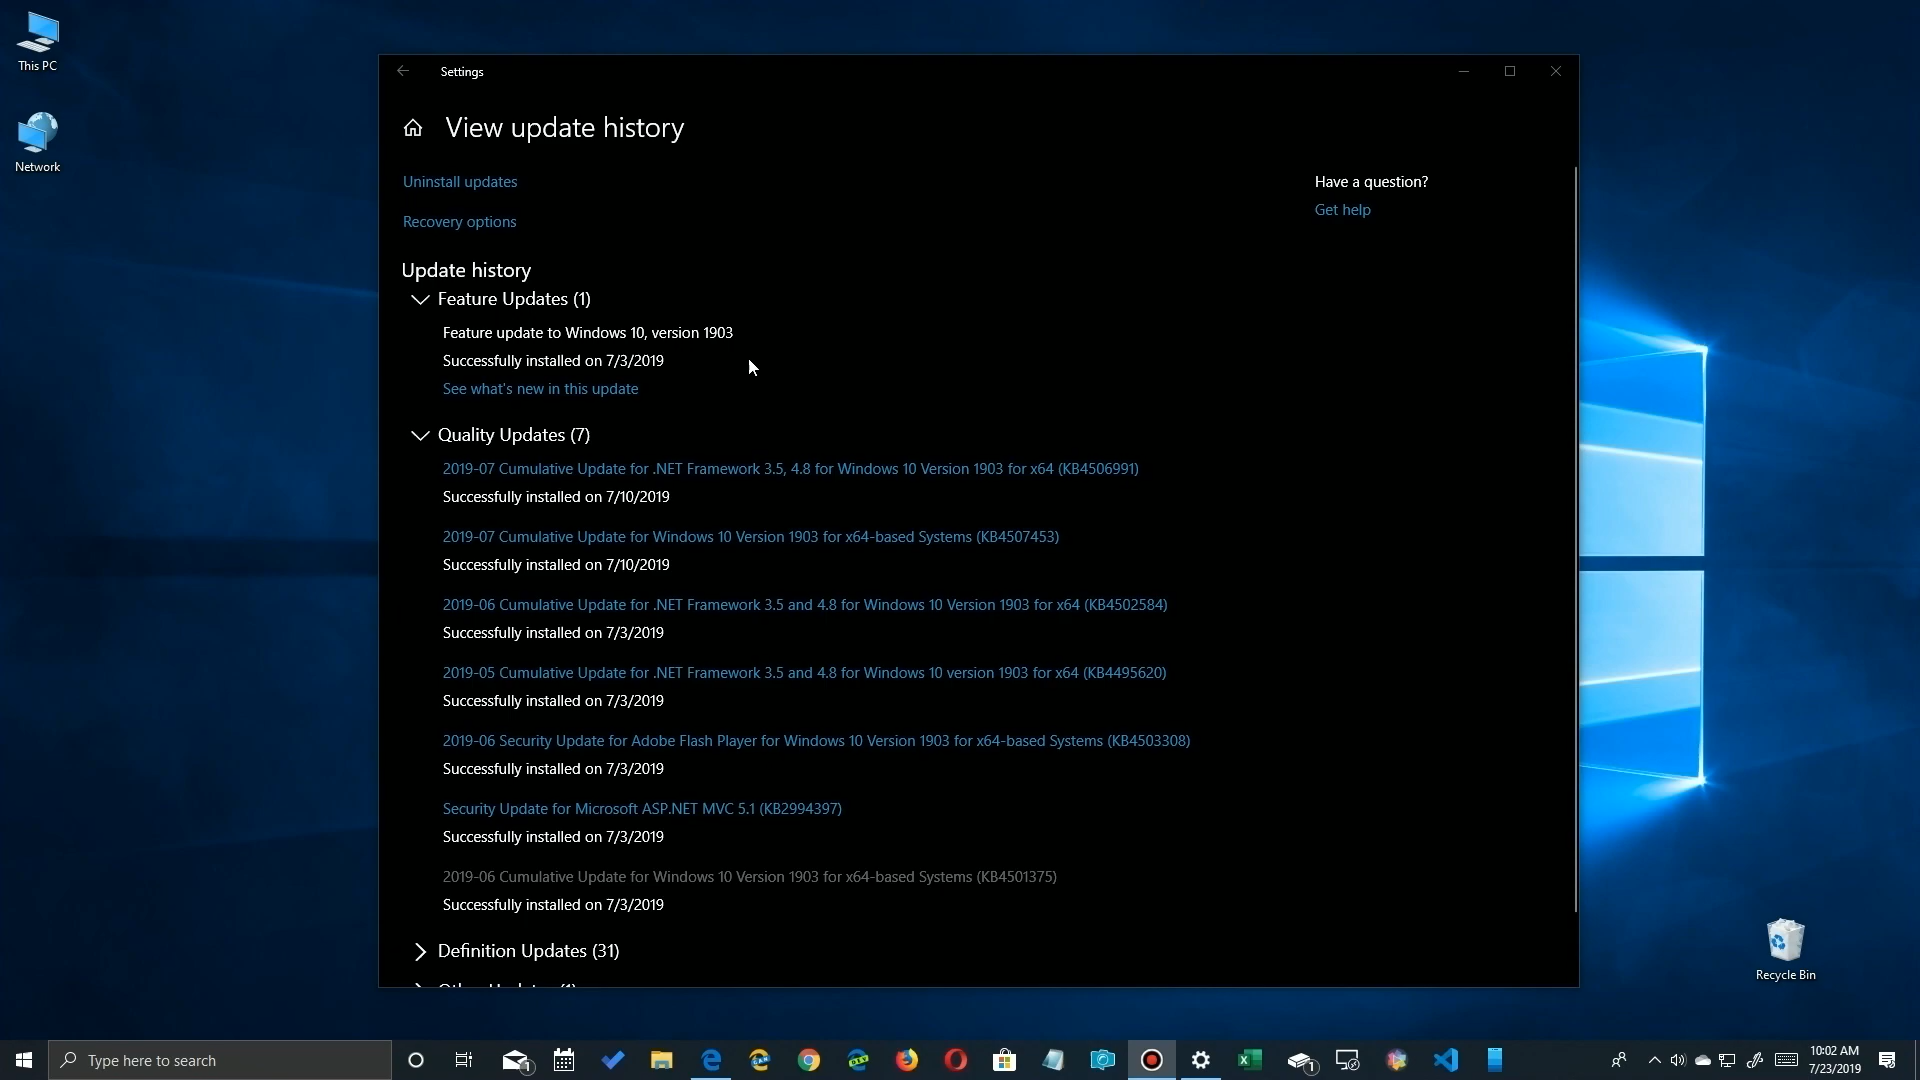 This PC
Network
Settings
View update history
Uninstall updates
Recovery options
Have a question?
Get help
Update history
Feature Updates (1)
Feature update to Windows 10, version 1903
Successfully installed on 7/3/2019
See what's new in this update
Quality Updates (7)
2019-07 Cumulative Update for .NET Framework 3.5, 4.8 for Windows 10 Version 1903 for x64 (KB4506991)
Successfully installed on 7/10/2019
2019-07 Cumulative Update for Windows 10 Version 1903 for x64-based Systems (KB4507453)
Successfully installed on 7/10/2019
2019-06 Cumulative Update for .NET Framework 3.5 and 4.8 for Windows 10 Version 1903 for x64 (KB4502584)
Successfully installed on 7/3/2019
2019-05 Cumulative Update for .NET Framework 3.5 and 4.8 for Windows 10 version 1903 for x64 (KB4495620)
Successfully installed on 7/3/2019
2019-06 Security Update for Adobe Flash Player for Windows 10 Version 1903 for x64-based Systems (KB4503308)
Successfully installed on 7/3/2019
Security Update for Microsoft ASP.NET MVC 5.1 (KB2994397)
Successfully installed on 7/3/2019
2019-06 Cumulative Update for Windows 10 Version 1903 for x64-based Systems (KB4501375)
Successfully installed on 7/3/2019
Definition Updates (31)
Other Updates (1)
Recycle Bin
Type here to search
1
CAN
DEV
1
10:02 AM
7/23/2019